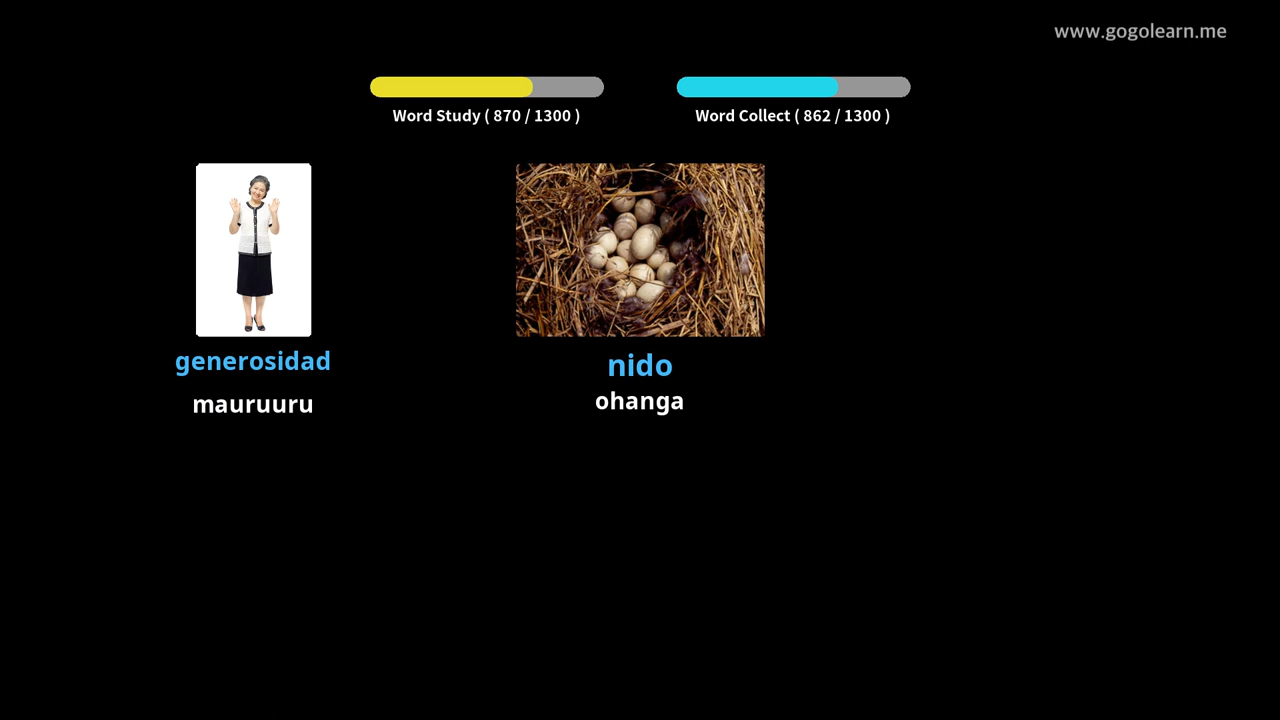 www.gogolearn.me
Word Study ( 870 / 1300 )
Word Collect ( 862 / 1300 )
generosidad
mauruuru
nido
ohanga